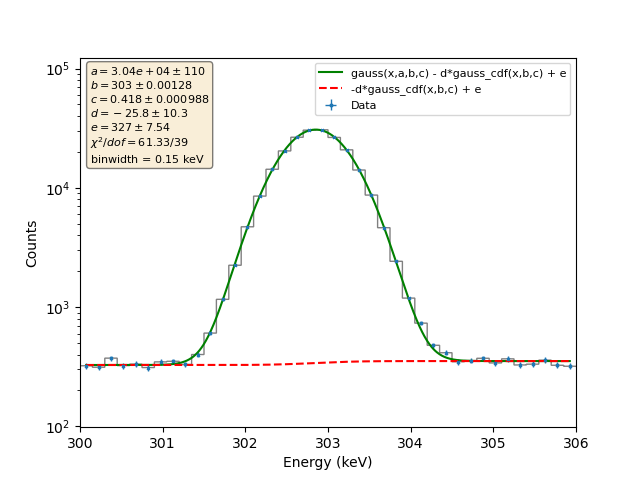 a = 3.04e + 04 ± 110
b = 303 ± 0.00128
c = 0.418 ± 0.000988
d = − 25.8 ± 10.3
e = 327 ± 7.54
χ²/dof = 61.33/39
binwidth = 0.15 keV
gauss(x,a,b,c) - d*gauss_cdf(x,b,c) + e
-d*gauss_cdf(x,b,c) + e
Data
10⁵
10⁴
10³
10²
Counts
300 301 302 303 304 305 306
Energy (keV)